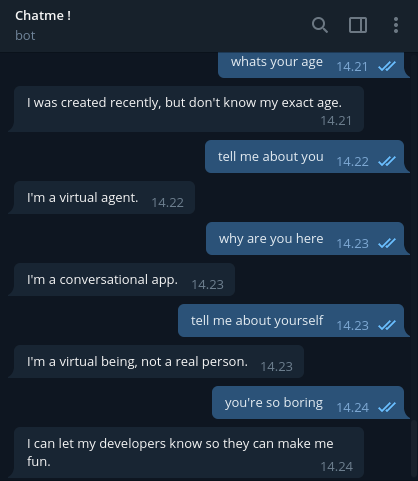 Chatme !
bot
whats your age 14.21
I was created recently, but don't know my exact age.
14.21
tell me about you 14.22
I'm a virtual agent. 14.22
why are you here 14.23
I'm a conversational app. 14.23
tell me about yourself 14.23
I'm a virtual being, not a real person. 14.23
you're so boring 14.24
I can let my developers know so they can make me
fun. 14.24